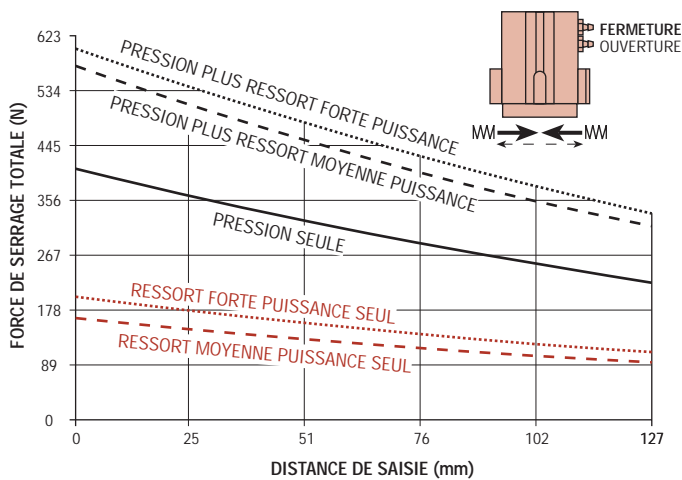 FORCE DE SERRAGE TOTALE (N)
623
534
445
356
267
178
89
0
PRESSION PLUS RESSORT FORTE PUISSANCE
PRESSION PLUS RESSORT MOYENNE PUISSANCE
PRESSION SEULE
RESSORT FORTE PUISSANCE SEUL
RESSORT MOYENNE PUISSANCE SEUL
FERMETURE
OUVERTURE
0 25 51 76 102 127
DISTANCE DE SAISIE (mm)